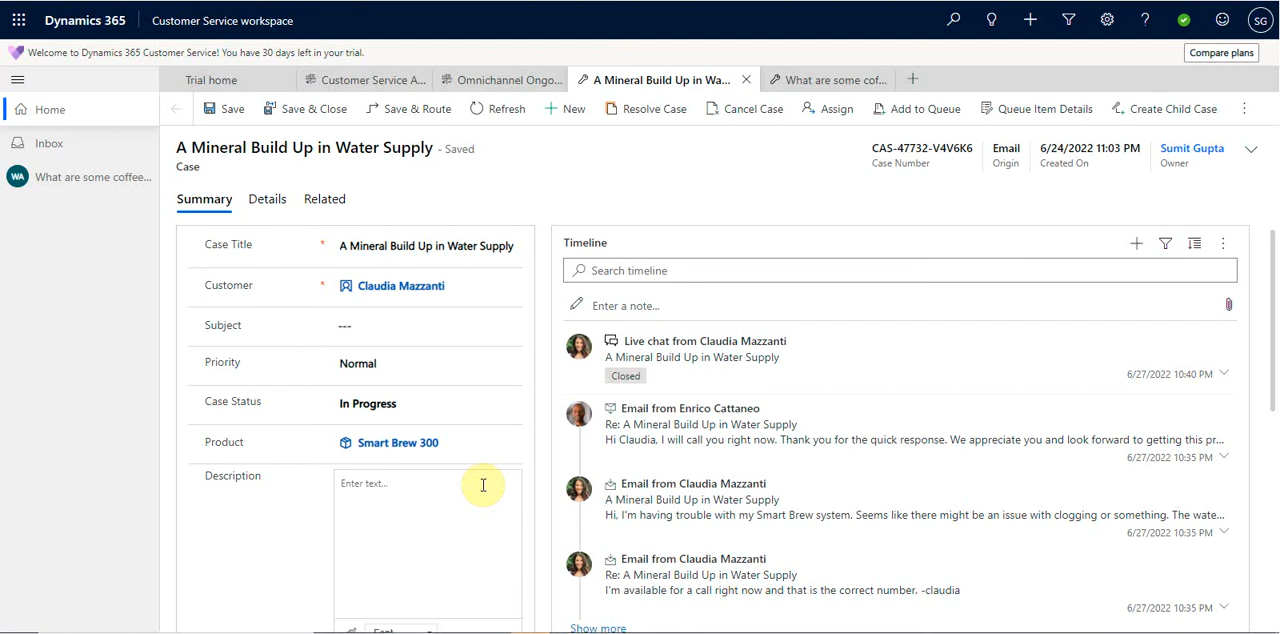 Dynamics 365 Customer Service workspace SG
Welcome to Dynamics 365 Customer Service! You have 30 days left in your trial. Compare plans
Trial home Customer Service A... Omnichannel Ongo... A Mineral Build Up in Wa... What are some cof...
Home
Save Save & Close Save & Route Refresh New Resolve Case Cancel Case Assign Add to Queue Queue Item Details Create Child Case
Inbox
WA What are some coffee...
A Mineral Build Up in Water Supply - Saved
Case
CAS-47732-V4V6K6 Email 6/24/2022 11:03 PM Sumit Gupta
Case Number Origin Created On Owner
Summary Details Related
Case Title * A Mineral Build Up in Water Supply
Customer * Claudia Mazzanti
Subject ---
Priority Normal
Case Status In Progress
Product Smart Brew 300
Description Enter text...
Font
Timeline
Search timeline
Enter a note...
Live chat from Claudia Mazzanti
A Mineral Build Up in Water Supply
Closed
6/27/2022 10:40 PM
Email from Enrico Cattaneo
Re: A Mineral Build Up in Water Supply
Hi Claudia. I will call you right now. Thank you for the quick response. We appreciate you and look forward to getting this pr...
6/27/2022 10:35 PM
Email from Claudia Mazzanti
A Mineral Build Up in Water Supply
Hi, I'm having trouble with my Smart Brew system. Seems like there might be an issue with clogging or something. The wate...
6/27/2022 10:35 PM
Email from Claudia Mazzanti
Re: A Mineral Build Up in Water Supply
I'm available for a call right now and that is the correct number. -claudia
6/27/2022 10:35 PM
Show more